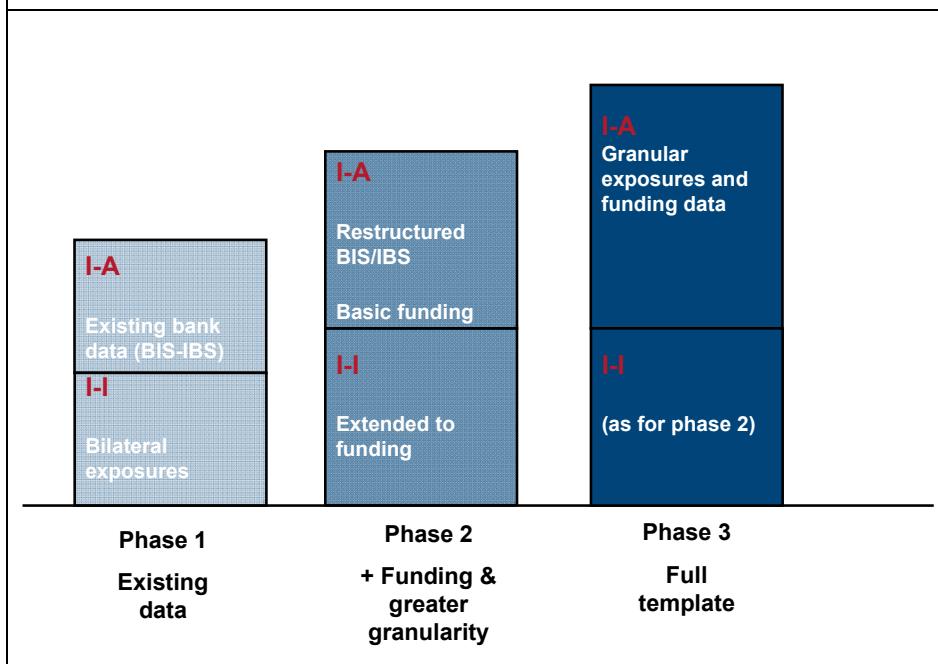 I-A
Existing bank
data (BIS-IBS)
I-I
Bilateral
exposures
Phase 1
Existing
data
I-A
Restructured
BIS/IBS
Basic funding
I-I
Extended to
funding
Phase 2
+ Funding &
greater
granularity
I-A
Granular
exposures and
funding data
I-I
(as for phase 2)
Phase 3
Full
template